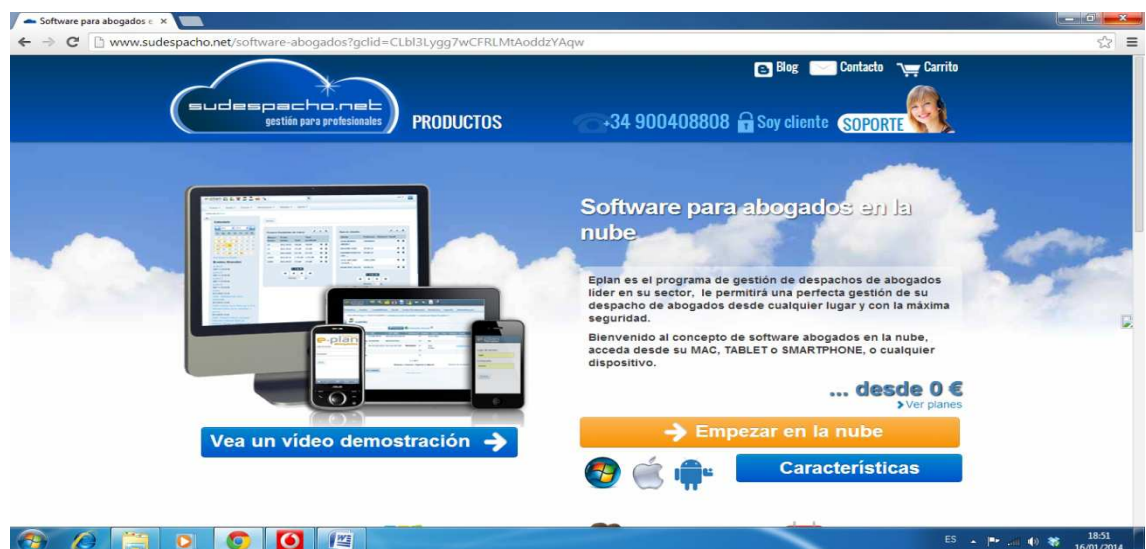 Software para abogados e
www.sudespacho.net/software-abogados?gclid=CLbl3Lygg7wCFRLMtAoddzYAqw
Blog Contacto Carrito
sudespacho.net
gestión para profesionales
PRODUCTOS
+34 900408808 Soy cliente SOPORTE
Software para abogados en la
nube
Eplan es el programa de gestión de despachos de abogados
lider en su sector, le permitirá una perfecta gestión de su
despacho de abogados desde cualquier lugar y con la máxima
seguridad.
Bienvenido al concepto de software abogados en la nube,
acceda desde su MAC, TABLET o SMARTPHONE, o cualquier
dispositivo.
e-plan
... desde 0 €
Ver planes
Vea un vídeo demostración
Empezar en la nube
Características
ES
18:51
16/01/2014